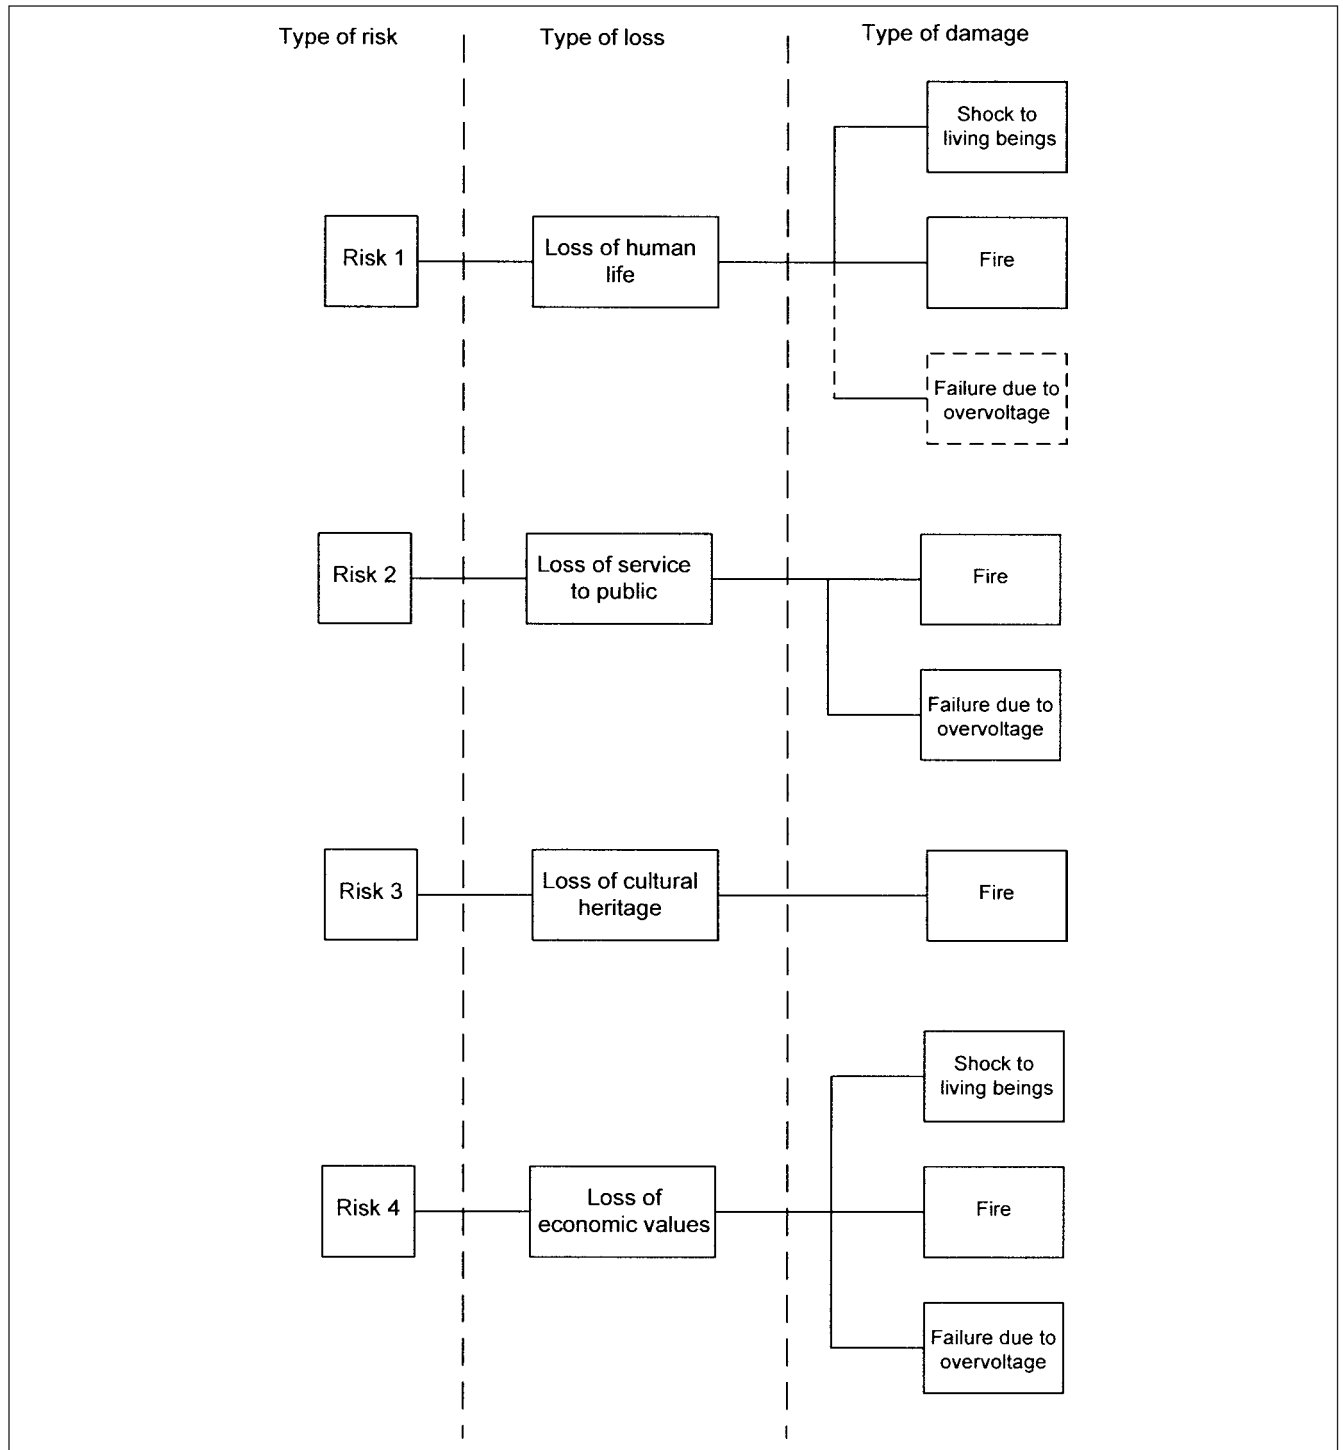 Type of risk
Type of loss
Type of damage
Shock to
living beings
Risk 1
Loss of human
life
Fire
Failure due to
overvoltage
Risk 2
Loss of service
to public
Fire
Failure due to
overvoltage
Risk 3
Loss of cultural
heritage
Fire
Shock to
living beings
Risk 4
Loss of
economic values
Fire
Failure due to
overvoltage